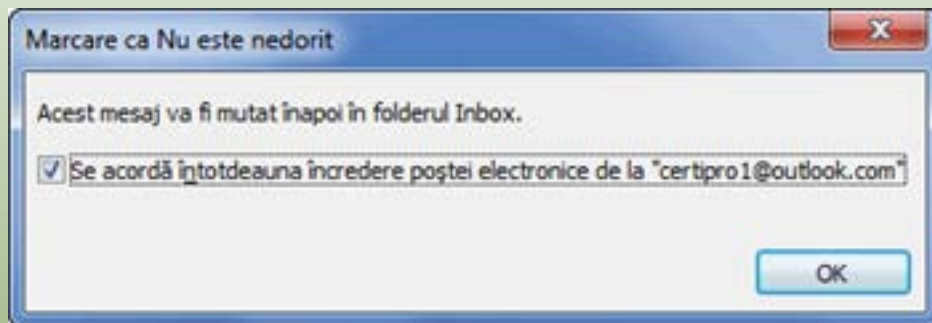 Marcare ca Nu este nedorit
Acest mesaj va fi mutat înapoi în folderul Inbox.
Se acordă întotdeauna încredere poștei electronice de la "certipro1@outlook.com"
OK